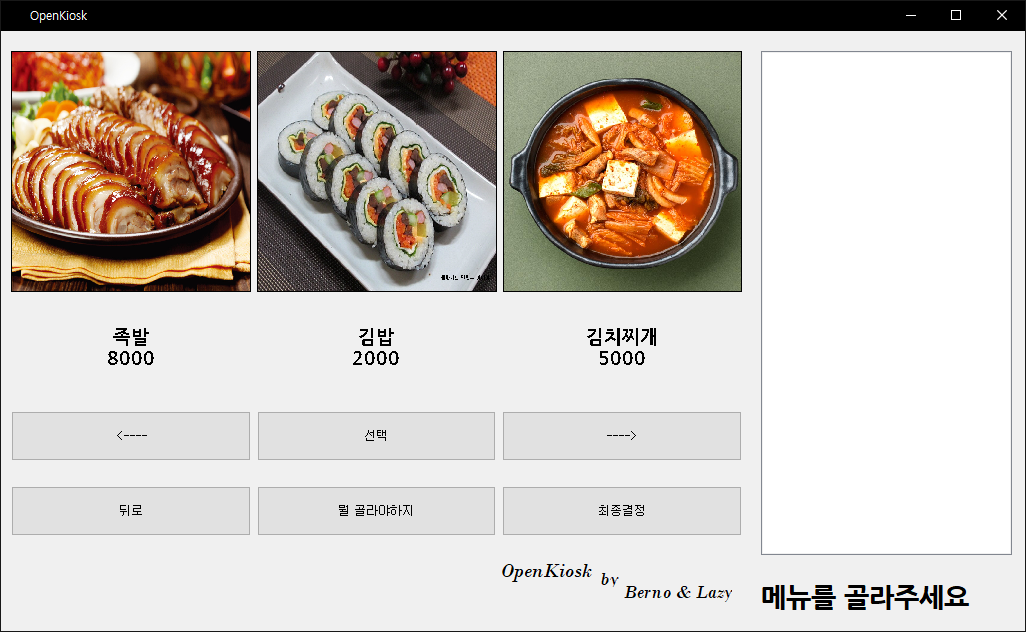 OpenKiosk
족발
8000
김밥
2000
김치찌개
5000
<----
선택
---->
뒤로
뭘 골라야하지
최종결정
OpenKiosk by Berno & Lazy
메뉴를 골라주세요